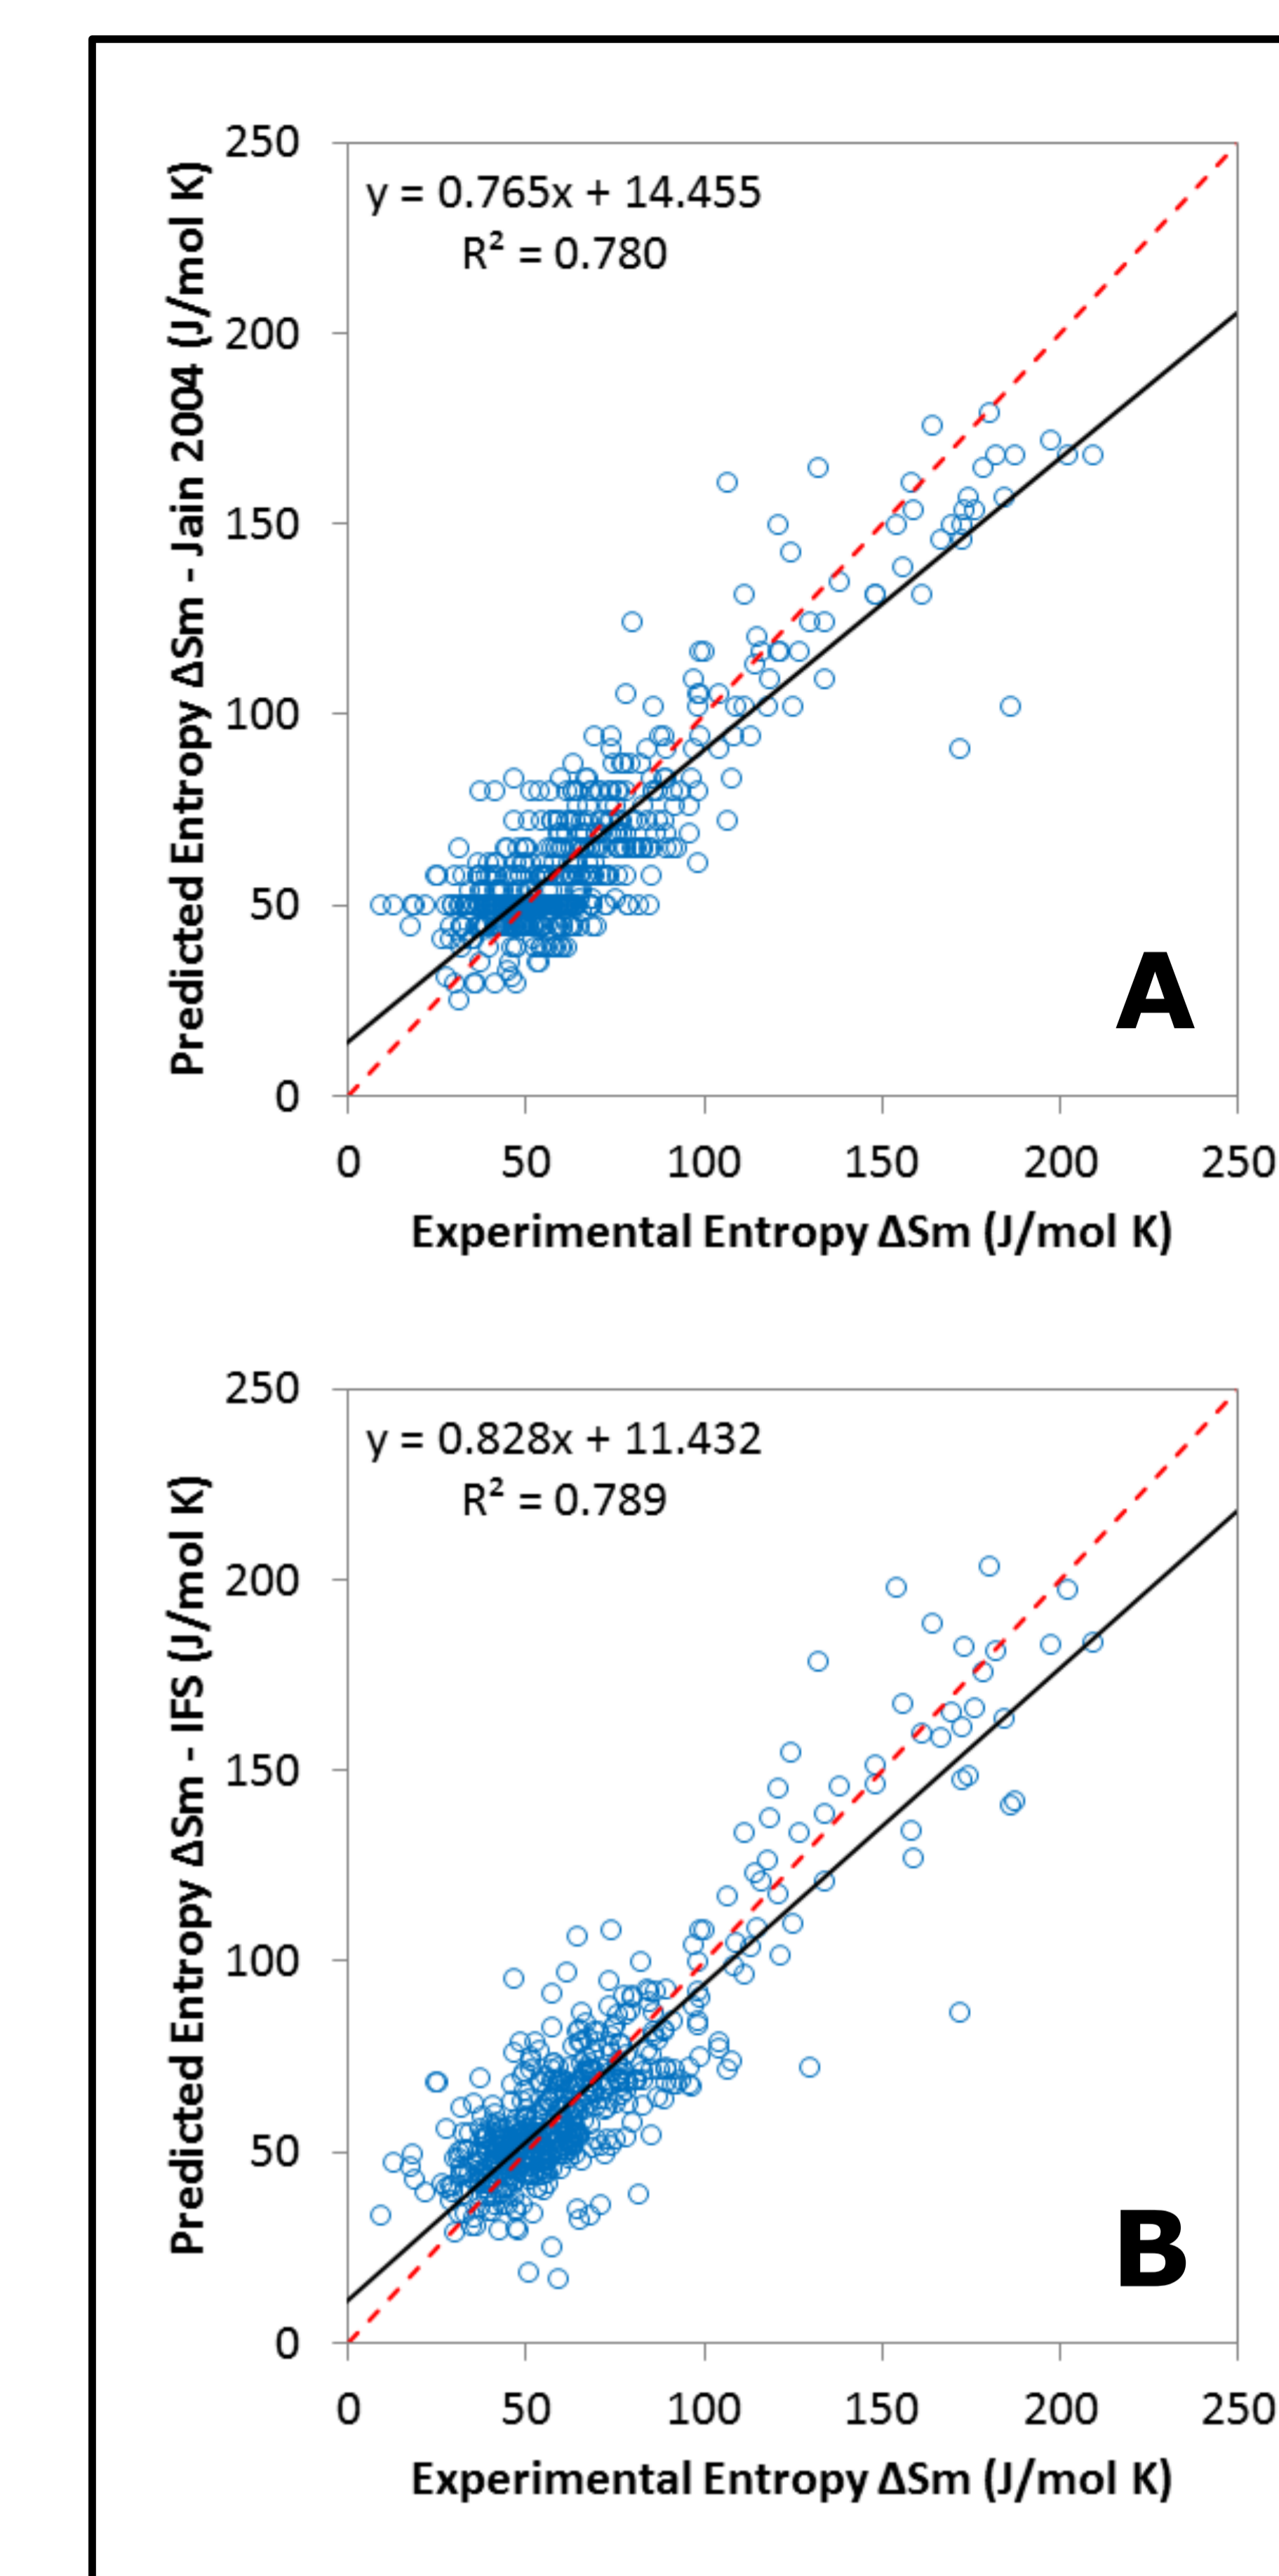 Predicted Entropy ΔSm - Jain 2004 (J/mol K)
250
y = 0.765x + 14.455
R² = 0.780
200
150
100
50
A
0
0 50 100 150 200 250
Experimental Entropy ΔSm (J/mol K)
Predicted Entropy ΔSm - IFS (J/mol K)
250
y = 0.828x + 11.432
R² = 0.789
200
150
100
50
B
0
0 50 100 150 200 250
Experimental Entropy ΔSm (J/mol K)